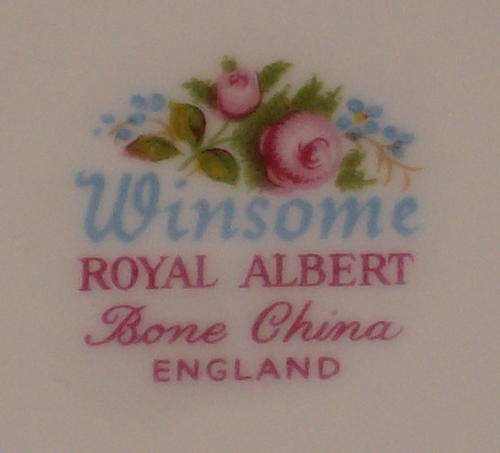 Winsome
ROYAL ALBERT
Bone China
ENGLAND